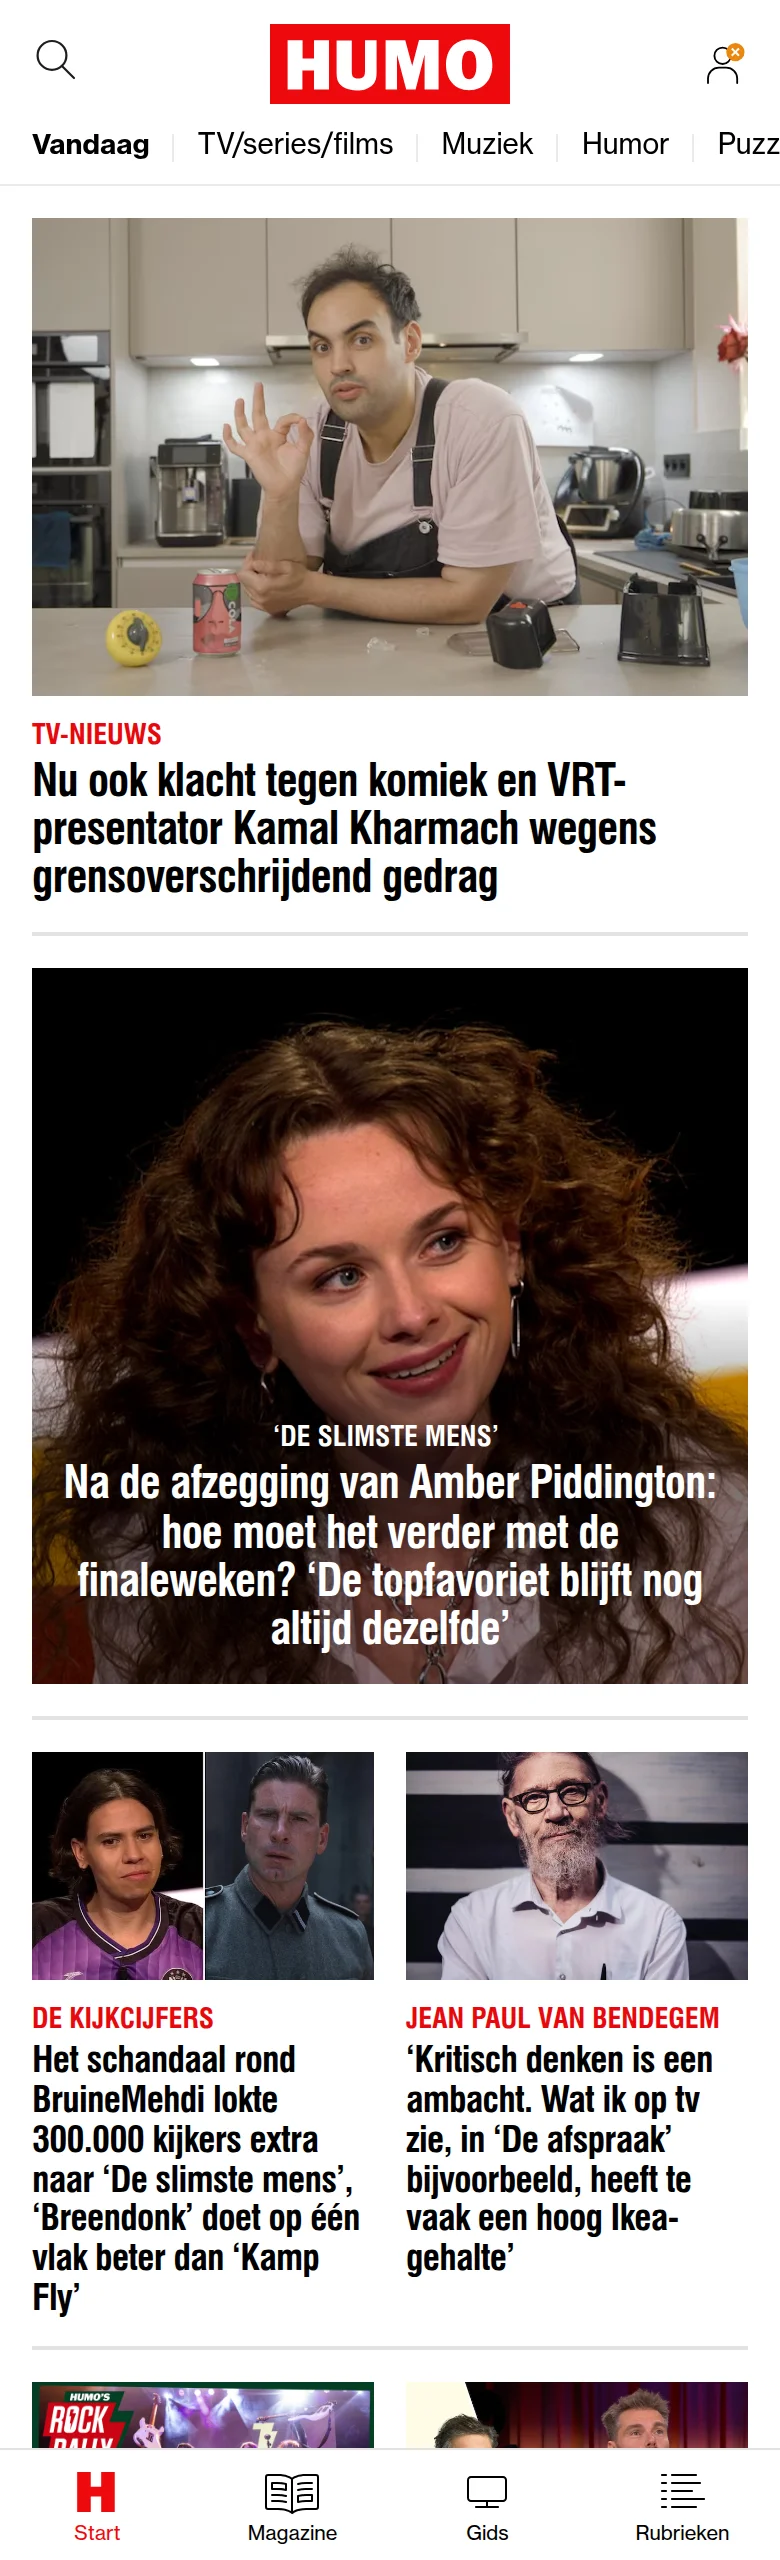 HUMO
Vandaag
TV/series/films
Muziek
Humor
Puzz
COLA
TV-NIEUWS
Nu ook klacht tegen komiek en VRT-
presentator Kamal Kharmach wegens
grensoverschrijdend gedrag
‘DE SLIMSTE MENS’
Na de afzegging van Amber Piddington:
hoe moet het verder met de
finaleweken? ‘De topfavoriet blijft nog
altijd dezelfde’
DE KIJKCIJFERS
Het schandaal rond
BruineMehdi lokte
300.000 kijkers extra
naar ‘De slimste mens’,
‘Breendonk’ doet op één
vlak beter dan ‘Kamp
Fly’
JEAN PAUL VAN BENDEGEM
‘Kritisch denken is een
ambacht. Wat ik op tv
zie, in ‘De afspraak’
bijvoorbeeld, heeft te
vaak een hoog Ikea-
gehalte’
HUMO'S
ROCK
RALLY
H
Start
Magazine
Gids
Rubrieken